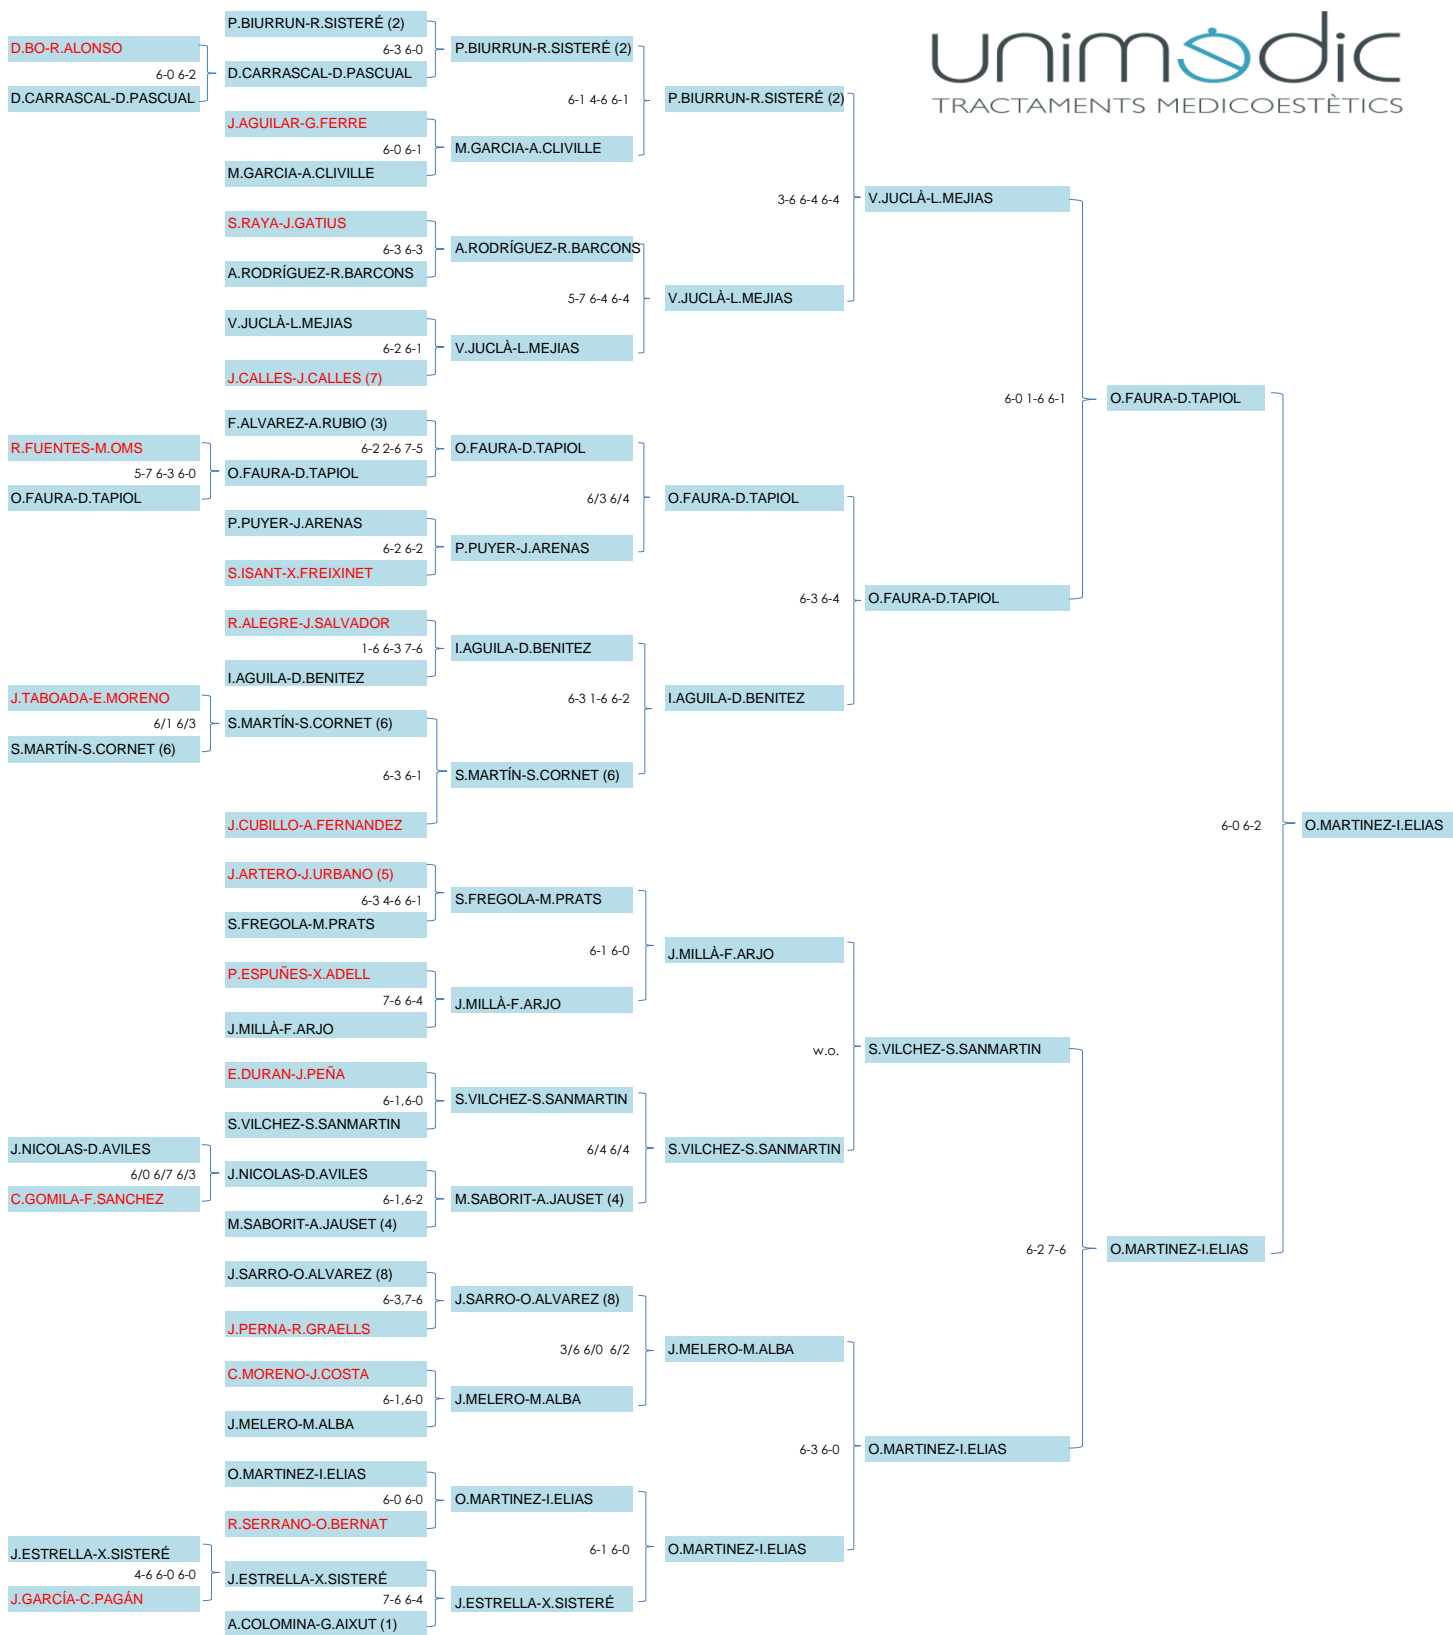 unimedic
TRACTAMENTS MEDICOESTÈTICS
D.BO-R.ALONSO
6-0 6-2
D.CARRASCAL-D.PASCUAL
R.FUENTES-M.OMS
5-7 6-3 6-0
O.FAURA-D.TAPIOL
J.TABOADA-E.MORENO
6/1 6/3
S.MARTÍN-S.CORNET (6)
J.NICOLAS-D.AVILES
6/0 6/7 6/3
C.GOMILA-F.SANCHEZ
J.ESTRELLA-X.SISTERÉ
4-6 6-0 6-0
J.GARCÍA-C.PAGÁN
P.BIURRUN-R.SISTERÉ (2)
6-3 6-0
D.CARRASCAL-D.PASCUAL
J.AGUILAR-G.FERRE
6-0 6-1
M.GARCIA-A.CLIVILLE
S.RAYA-J.GATIUS
6-3 6-3
A.RODRÍGUEZ-R.BARCONS
V.JUCLÀ-L.MEJIAS
6-2 6-1
J.CALLES-J.CALLES (7)
F.ALVAREZ-A.RUBIO (3)
6-2 2-6 7-5
O.FAURA-D.TAPIOL
P.PUYER-J.ARENAS
6-2 6-2
S.ISANT-X.FREIXINET
R.ALEGRE-J.SALVADOR
1-6 6-3 7-6
I.AGUILA-D.BENITEZ
S.MARTÍN-S.CORNET (6)
6-3 6-1
J.CUBILLO-A.FERNANDEZ
J.ARTERO-J.URBANO (5)
6-3 4-6 6-1
S.FREGOLA-M.PRATS
P.ESPUÑES-X.ADELL
7-6 6-4
J.MILLÀ-F.ARJO
E.DURAN-J.PEÑA
6-1,6-0
S.VILCHEZ-S.SANMARTIN
J.NICOLAS-D.AVILES
6-1,6-2
M.SABORIT-A.JAUSET (4)
J.SARRO-O.ALVAREZ (8)
6-3,7-6
J.PERNA-R.GRAELLS
C.MORENO-J.COSTA
6-1,6-0
J.MELERO-M.ALBA
O.MARTINEZ-I.ELIAS
6-0 6-0
R.SERRANO-O.BERNAT
J.ESTRELLA-X.SISTERÉ
7-6 6-4
A.COLOMINA-G.AIXUT (1)
P.BIURRUN-R.SISTERÉ (2)
6-1 4-6 6-1
M.GARCIA-A.CLIVILLE
A.RODRÍGUEZ-R.BARCONS
5-7 6-4 6-4
V.JUCLÀ-L.MEJIAS
O.FAURA-D.TAPIOL
6/3 6/4
P.PUYER-J.ARENAS
I.AGUILA-D.BENITEZ
6-3 1-6 6-2
S.MARTÍN-S.CORNET (6)
S.FREGOLA-M.PRATS
6-1 6-0
J.MILLÀ-F.ARJO
S.VILCHEZ-S.SANMARTIN
6/4 6/4
M.SABORIT-A.JAUSET (4)
J.SARRO-O.ALVAREZ (8)
3/6 6/0 6/2
J.MELERO-M.ALBA
O.MARTINEZ-I.ELIAS
6-1 6-0
J.ESTRELLA-X.SISTERÉ
P.BIURRUN-R.SISTERÉ (2)
3-6 6-4 6-4
V.JUCLÀ-L.MEJIAS
O.FAURA-D.TAPIOL
6-3 6-4
I.AGUILA-D.BENITEZ
J.MILLÀ-F.ARJO
w.o.
S.VILCHEZ-S.SANMARTIN
J.MELERO-M.ALBA
6-3 6-0
O.MARTINEZ-I.ELIAS
V.JUCLÀ-L.MEJIAS
6-0 1-6 6-1
O.FAURA-D.TAPIOL
S.VILCHEZ-S.SANMARTIN
6-2 7-6
O.MARTINEZ-I.ELIAS
O.FAURA-D.TAPIOL
6-0 6-2
O.MARTINEZ-I.ELIAS
O.MARTINEZ-I.ELIAS